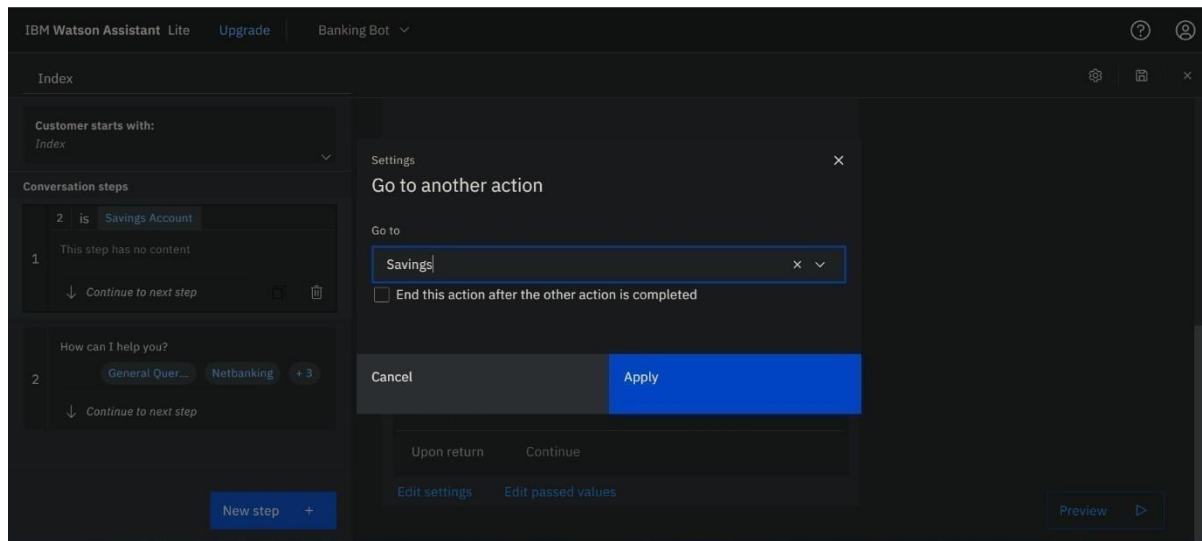 IBM Watson Assistant Lite Upgrade Banking Bot
Index
Customer starts with:
Index
Conversation steps
2 is Savings Account
1
This step has no content
Continue to next step
How can I help you?
2
General Quer... Netbanking + 3
Continue to next step
New step +
Settings
Go to another action
Go to
Savings
End this action after the other action is completed
Cancel Apply
Upon return Continue
Edit settings Edit passed values
Preview